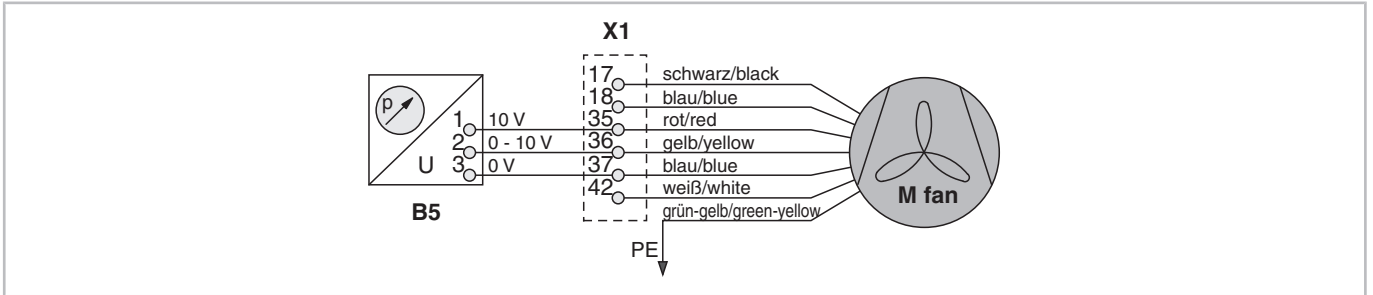 X1
17 schwarz/black
18 blau/blue
p
1 10 V 35 rot/red
2 0 - 10 V 36 gelb/yellow
U 3 0 V 37 blau/blue
42 weiß/white
M fan
B5
grün-gelb/green-yellow
PE